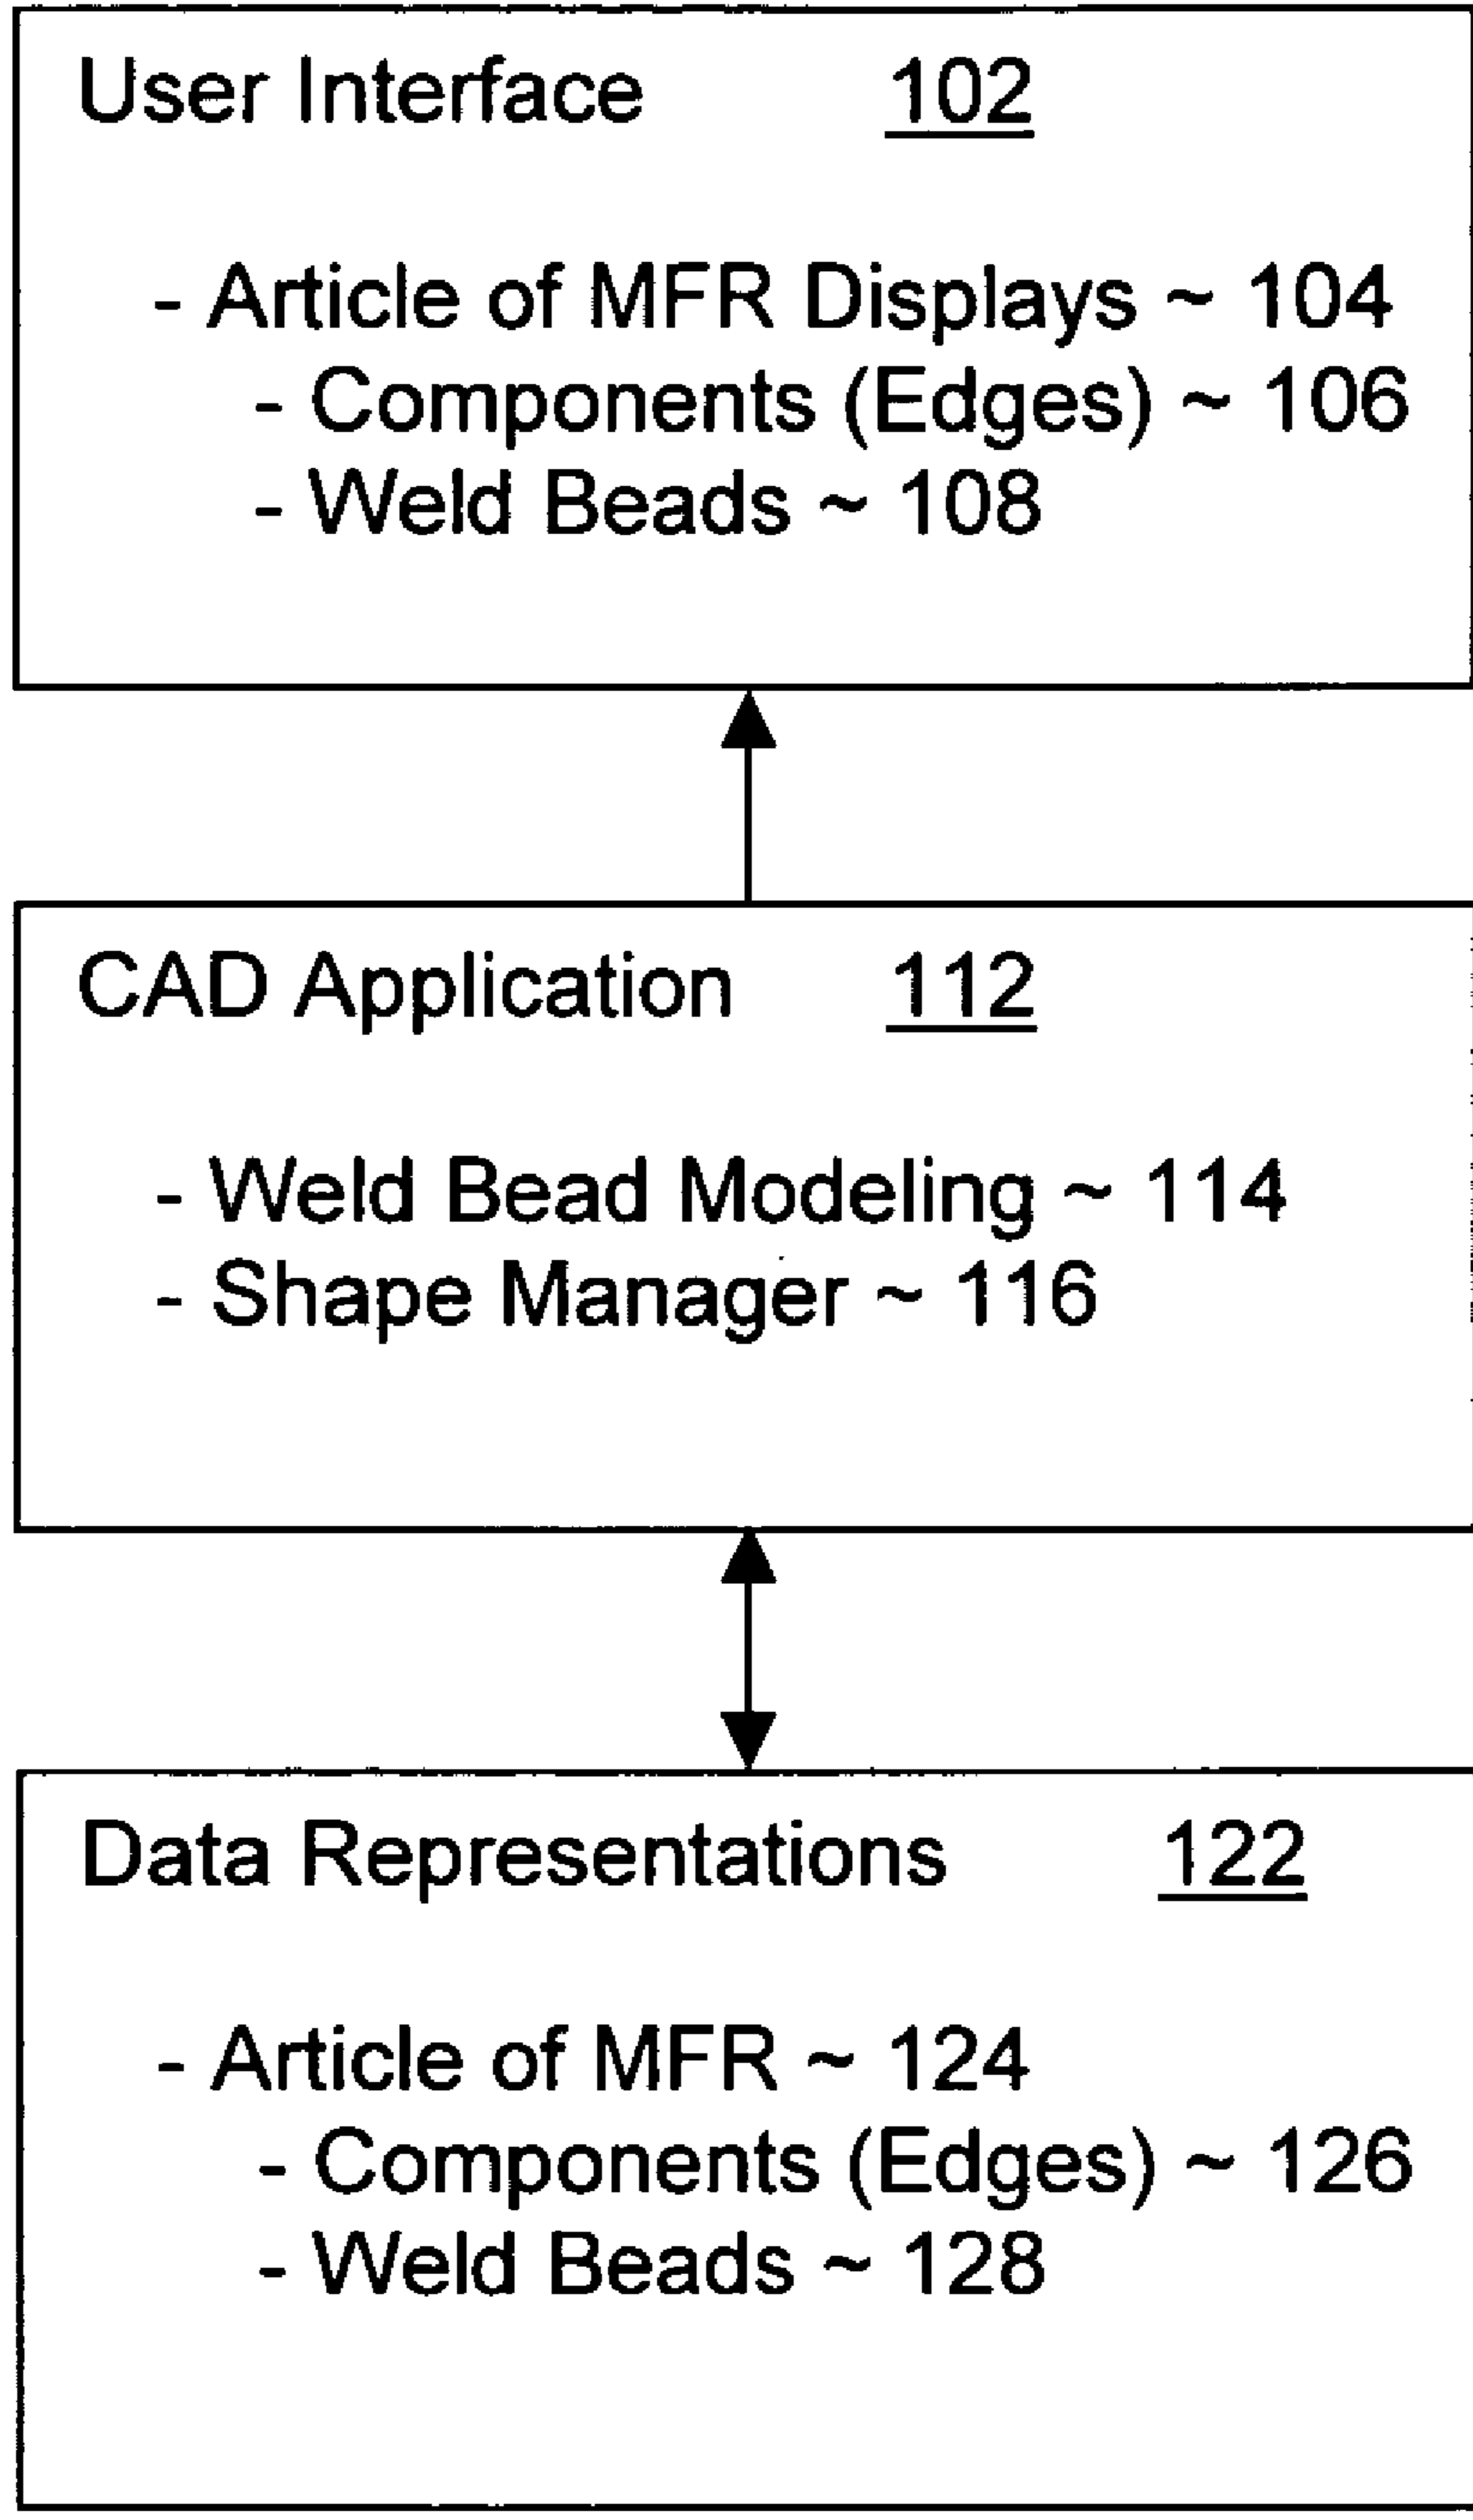 User Interface 102
- Article of MFR Displays ~ 104
- Components (Edges) ~ 106
- Weld Beads ~ 108
CAD Application 112
- Weld Bead Modeling ~ 114
- Shape Manager ~ 116
Data Representations 122
- Article of MFR ~ 124
- Components (Edges) ~ 126
- Weld Beads ~ 128